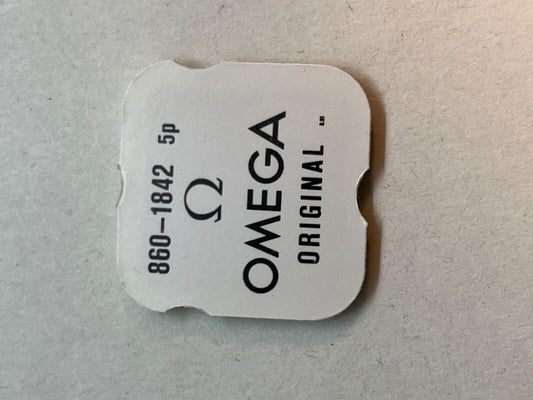 860–1842 5p
Ω
OMEGA
ORIGINAL